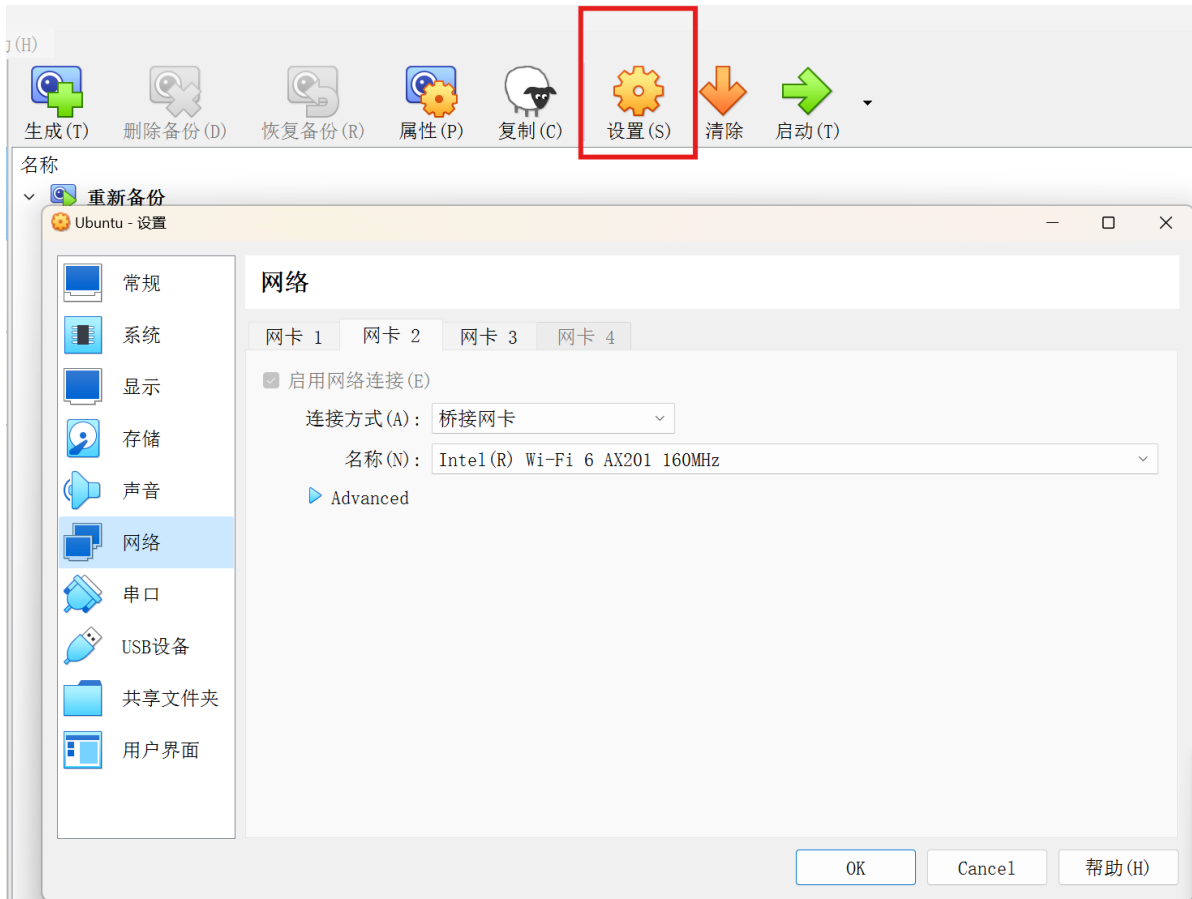 (H)
生成(T) 删除备份(D) 恢复备份(R) 属性(P) 复制(C) 设置(S) 清除 启动(T)
名称
重新备份
Ubuntu - 设置
常规
系统
显示
存储
声音
网络
串口
USB设备
共享文件夹
用户界面
网络
网卡 1 网卡 2 网卡 3 网卡 4
启用网络连接(E)
连接方式(A): 桥接网卡
名称(N): Intel(R) Wi-Fi 6 AX201 160MHz
Advanced
OK Cancel 帮助(H)